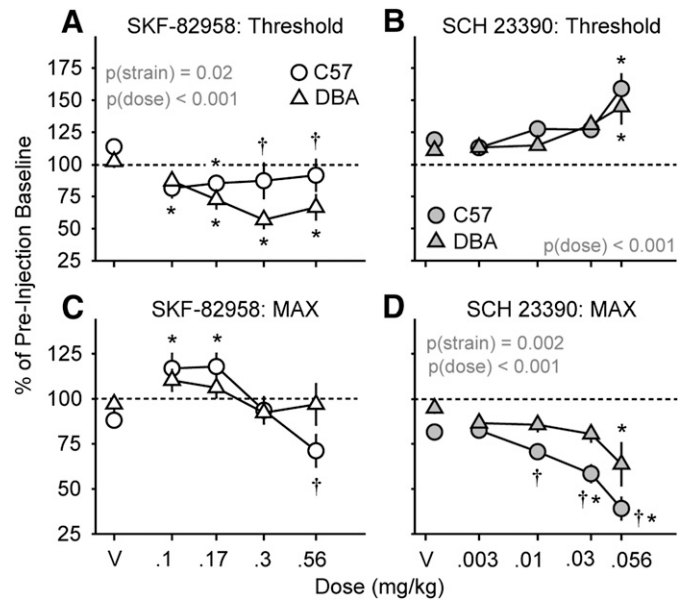 A SKF-82958: Threshold
B SCH 23390: Threshold
% of Pre-Injection Baseline
175
150
125
100
75
50
25
p(strain) = 0.02
p(dose) < 0.001
C57
DBA
*
†
†
*
*
*
*
*
*
C57
DBA
p(dose) < 0.001
C SKF-82958: MAX
D SCH 23390: MAX
125
100
75
50
25
*
*
†
p(strain) = 0.002
p(dose) < 0.001
*
†
†*
†*
V .1 .17 .3 .56
V .003 .01 .03 .056
Dose (mg/kg)